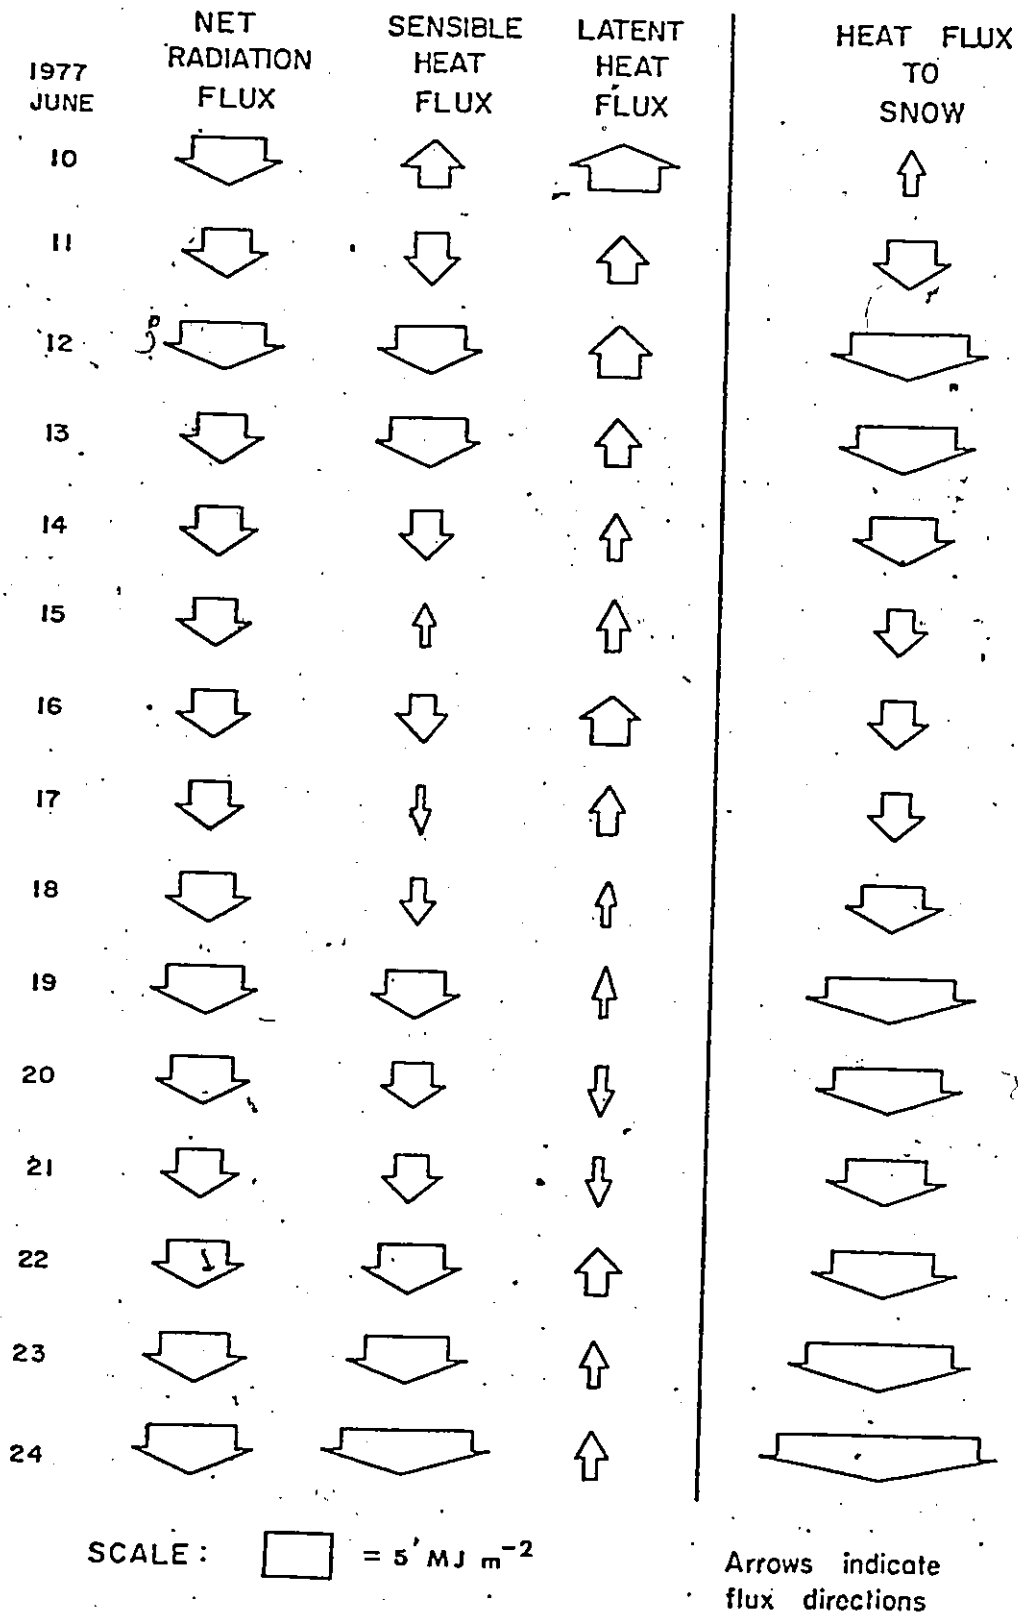 NET RADIATION FLUX
SENSIBLE HEAT FLUX
LATENT HEAT FLUX
HEAT FLUX TO SNOW
1977
JUNE
10
11
12
13
14
15
16
17
18
19
20
21
22
23
24
SCALE: = 5 MJ m⁻²
Arrows indicate
flux directions